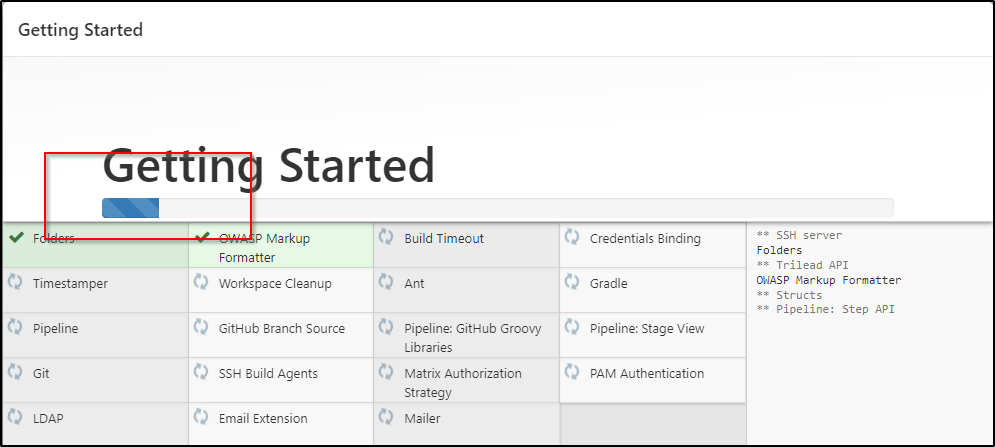 Getting Started
Getting Started
Folders
OWASP Markup
Formatter
Build Timeout
Credentials Binding
Timestamper
Workspace Cleanup
Ant
Gradle
Pipeline
GitHub Branch Source
Pipeline: GitHub Groovy
Libraries
Pipeline: Stage View
Git
SSH Build Agents
Matrix Authorization
Strategy
PAM Authentication
LDAP
Email Extension
Mailer
** SSH server
Folders
** Trilead API
OWASP Markup Formatter
** Structs
** Pipeline: Step API